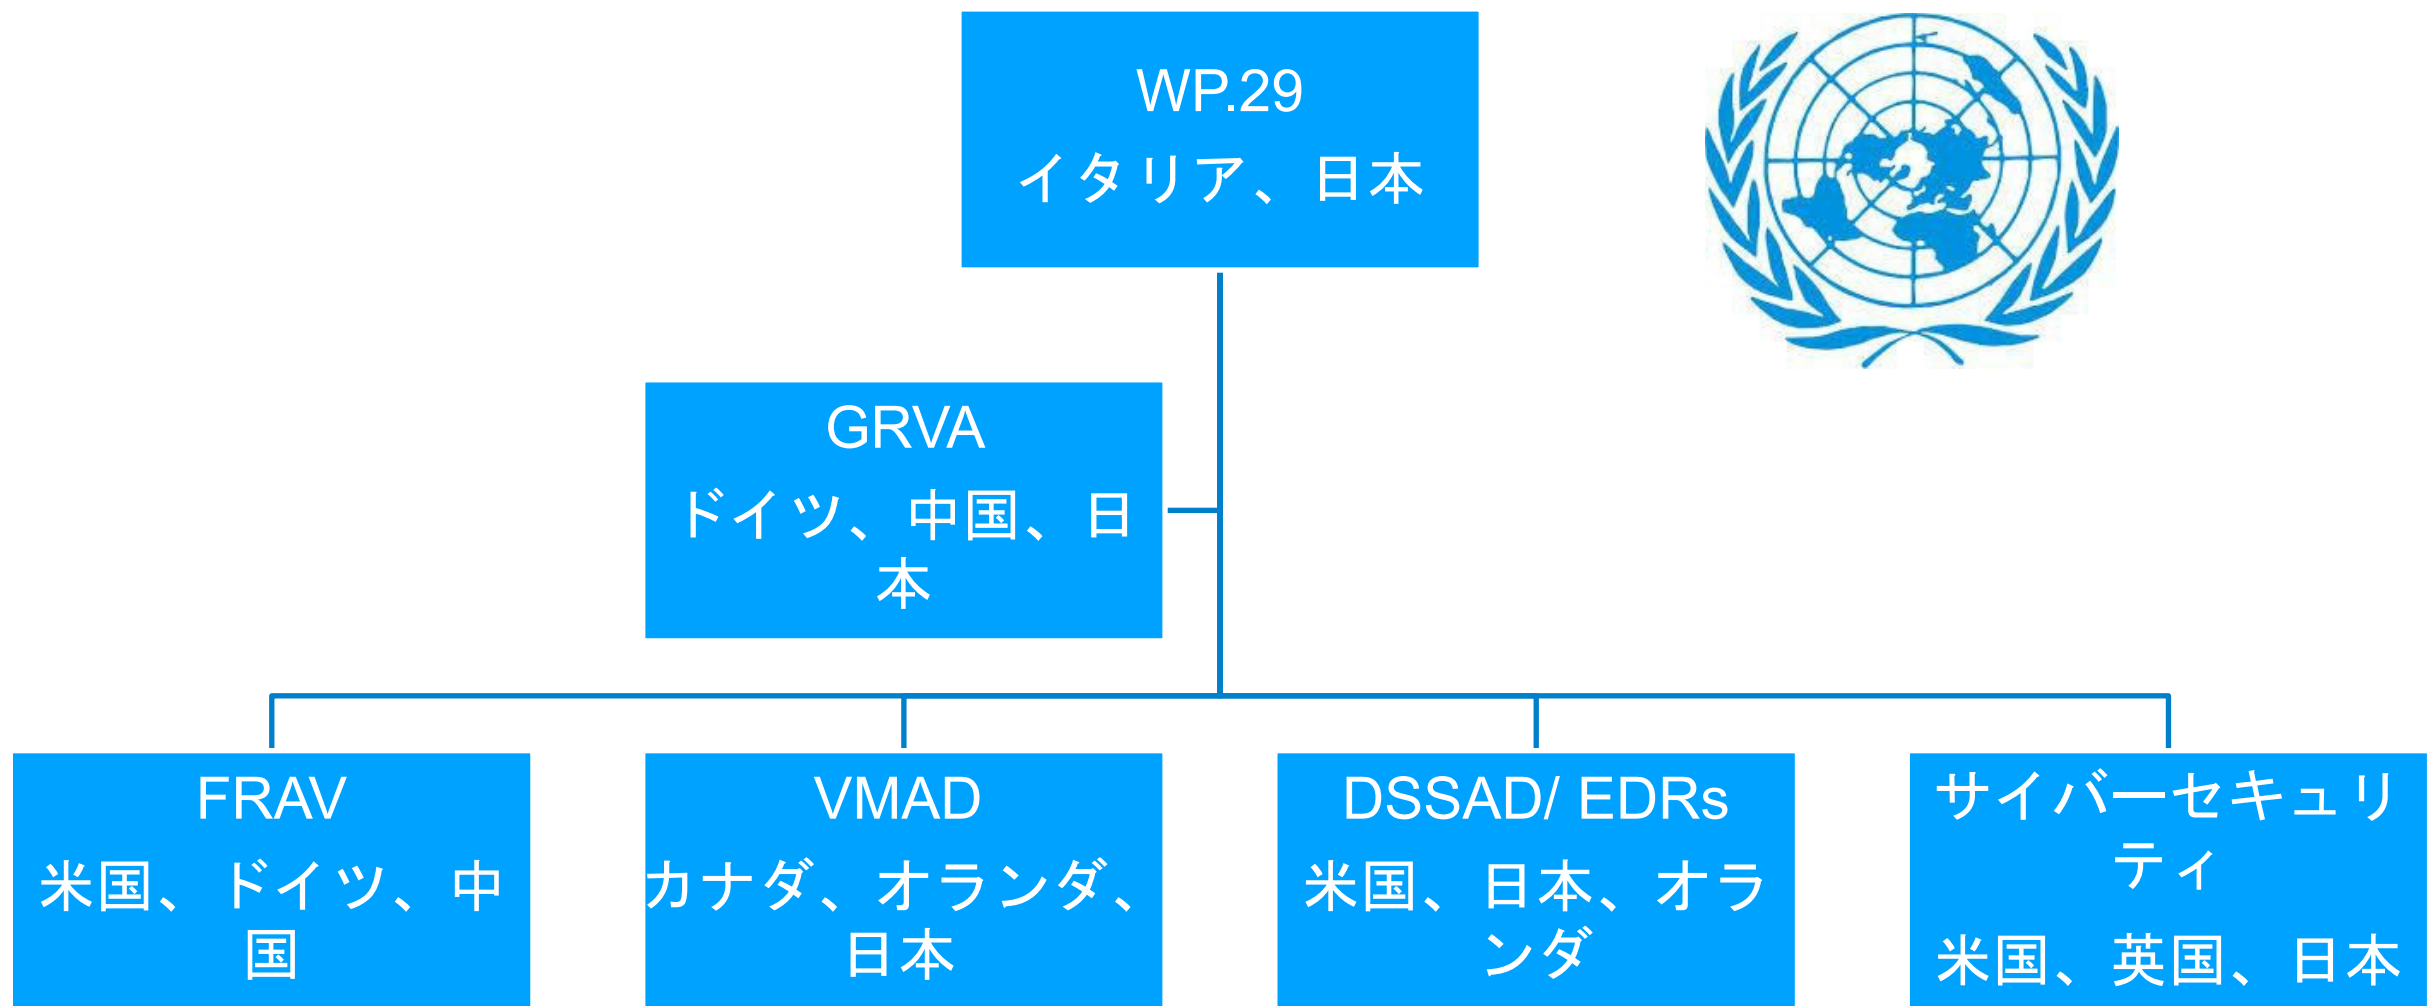 WP.29
イタリア、日本
GRVA
ドイツ、中国、日
本
FRAV
米国、ドイツ、中
国
VMAD
カナダ、オランダ、
日本
DSSAD/ EDRs
米国、日本、オラ
ンダ
サイバーセキュリ
ティ
米国、英国、日本